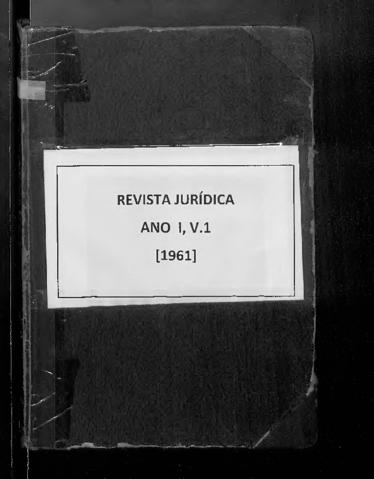 REVISTA JURÍDICA
ANO I, V.1
[1961]